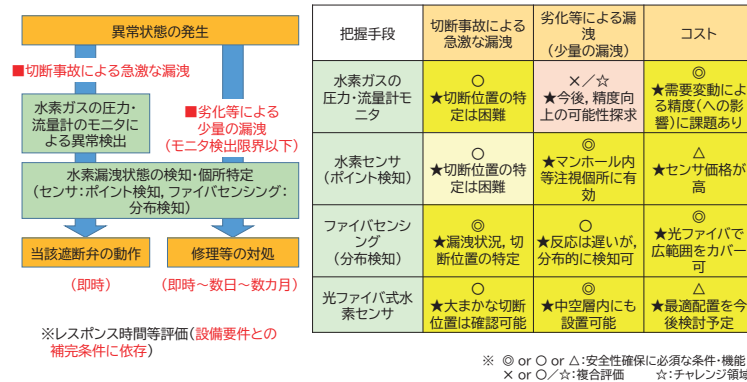 異常状態の発生
■切断事故による急激な漏洩
水素ガスの圧力・
流量計のモニタ
による異常検出
■劣化等による
少量の漏洩
(モニタ検出限界以下)
水素漏洩状態の検知・個所特定
(センサ:ポイント検知,ファイバセンシング:
分布検知)
当該遮断弁の動作
修理等の対処
(即時)
(即時～数日～数カ月)
※レスポンス時間等評価(設備要件との
補完条件に依存)
把握手段
切断事故による
急激な漏洩
劣化等による漏
洩
(少量の漏洩)
コスト
水素ガスの
圧力・流量計モ
ニタ
○
★切断位置の特
定は困難
×/☆
★今後,精度向
上の可能性探求
◎
★需要変動によ
る精度(への影
響)に課題あり
水素センサ
(ポイント検知)
○
★切断位置の特
定は困難
◎
★マンホール内
等注視個所に有
効
△
★センサ価格が
高
ファイバセンシ
ング
(分布検知)
◎
★漏洩状況,切
断位置の特定
○
★反応は遅いが,
分布的に検知可
◎
★光ファイバで
広範囲をカバー
可
光ファイバ式水
素センサ
○
★大まかな切断
位置は確認可能
◎
★中空層内にも
設置可能
△
★最適配置を今
後検討予定
※ ◎ or ○ or △:安全性確保に必須な条件・機能
× or ○/☆:複合評価 ☆:チャレンジ領域